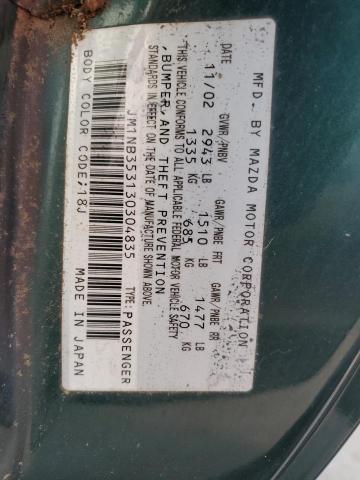 MFD. BY MAZDA MOTOR CORPORATION
DATE GVWR/PNBV GAWR/PNBE FRT GAWR/PNBE RR
11/02 2943 LB 1510 LB 1477 LB
1335 KG 685 KG 670 KG
THIS VEHICLE CONFORMS TO ALL APPLICABLE FEDERAL MOTOR VEHICLE SAFETY
,BUMPER,AND THEFT PREVENTION
STANDARDS IN EFFECT ON THE DATE OF MANUFACTURE SHOWN ABOVE.
JM1NB353130304835 TYPE:PASSENGER
BODY COLOR CODE:18J MADE IN JAPAN